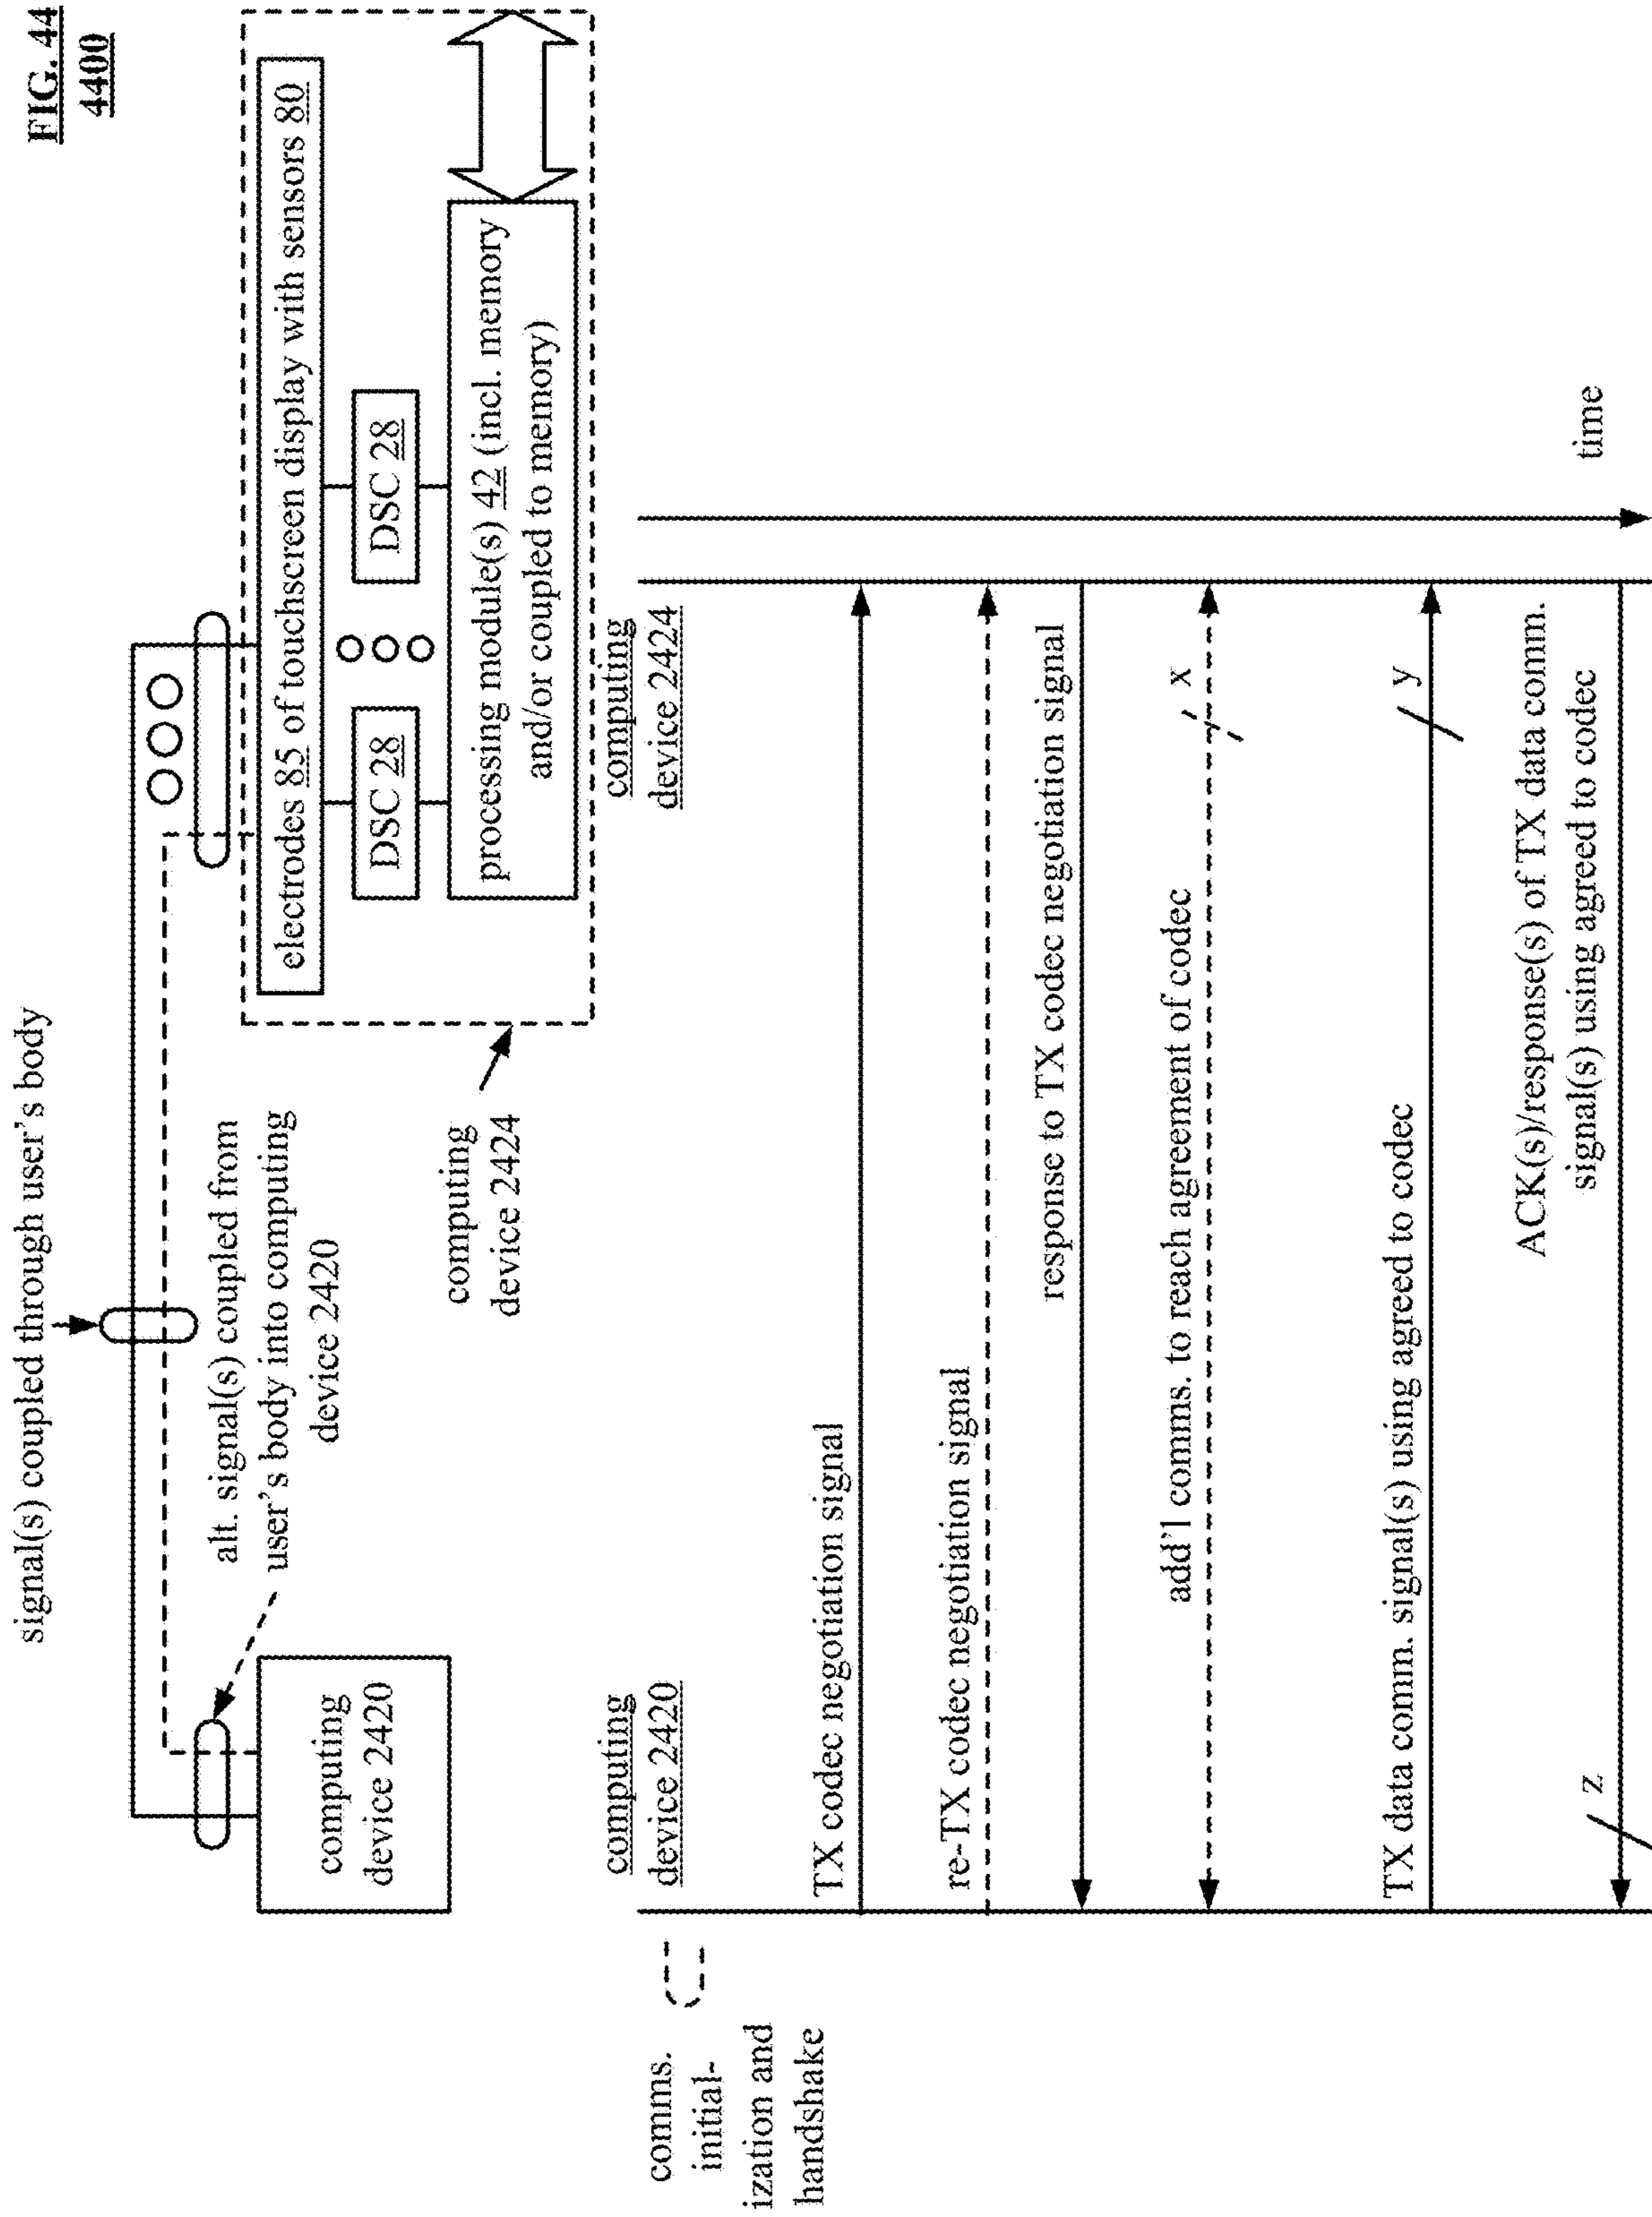 FIG. 44
4400
signal(s) coupled through user's body
alt. signal(s) coupled from
user's body into computing
device 2420
computing
device 2420
computing
device 2424
electrodes 85 of touchscreen display with sensors 80
DSC 28
DSC 28
processing module(s) 42 (incl. memory
and/or coupled to memory)
computing
device 2420
computing
device 2424
comms.
initial-
ization and
handshake
TX codec negotiation signal
re-TX codec negotiation signal
response to TX codec negotiation signal
add'l comms. to reach agreement of codec
x
TX data comm. signal(s) using agreed to codec
y
ACK(s)/response(s) of TX data comm.
signal(s) using agreed to codec
z
time